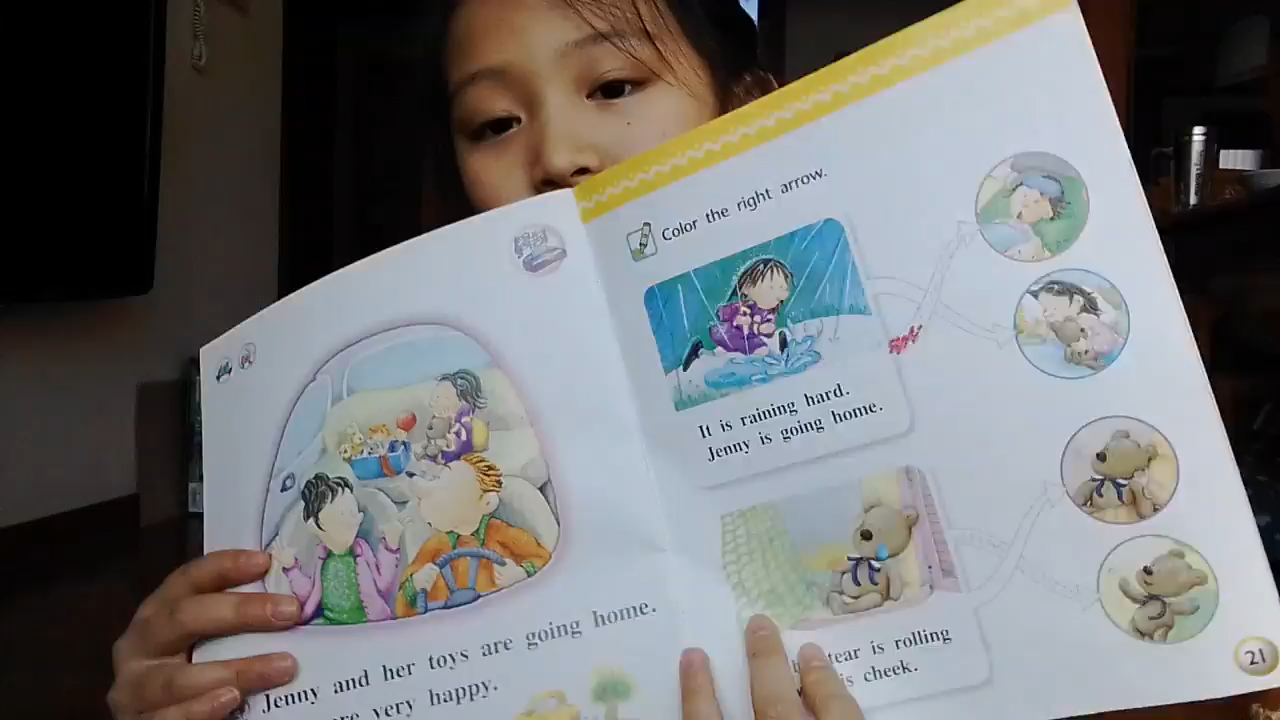 Jenny and her toys are going home.
very happy.
Color the right arrow.
It is raining hard.
Jenny is going home.
tear is rolling
cheek.
21